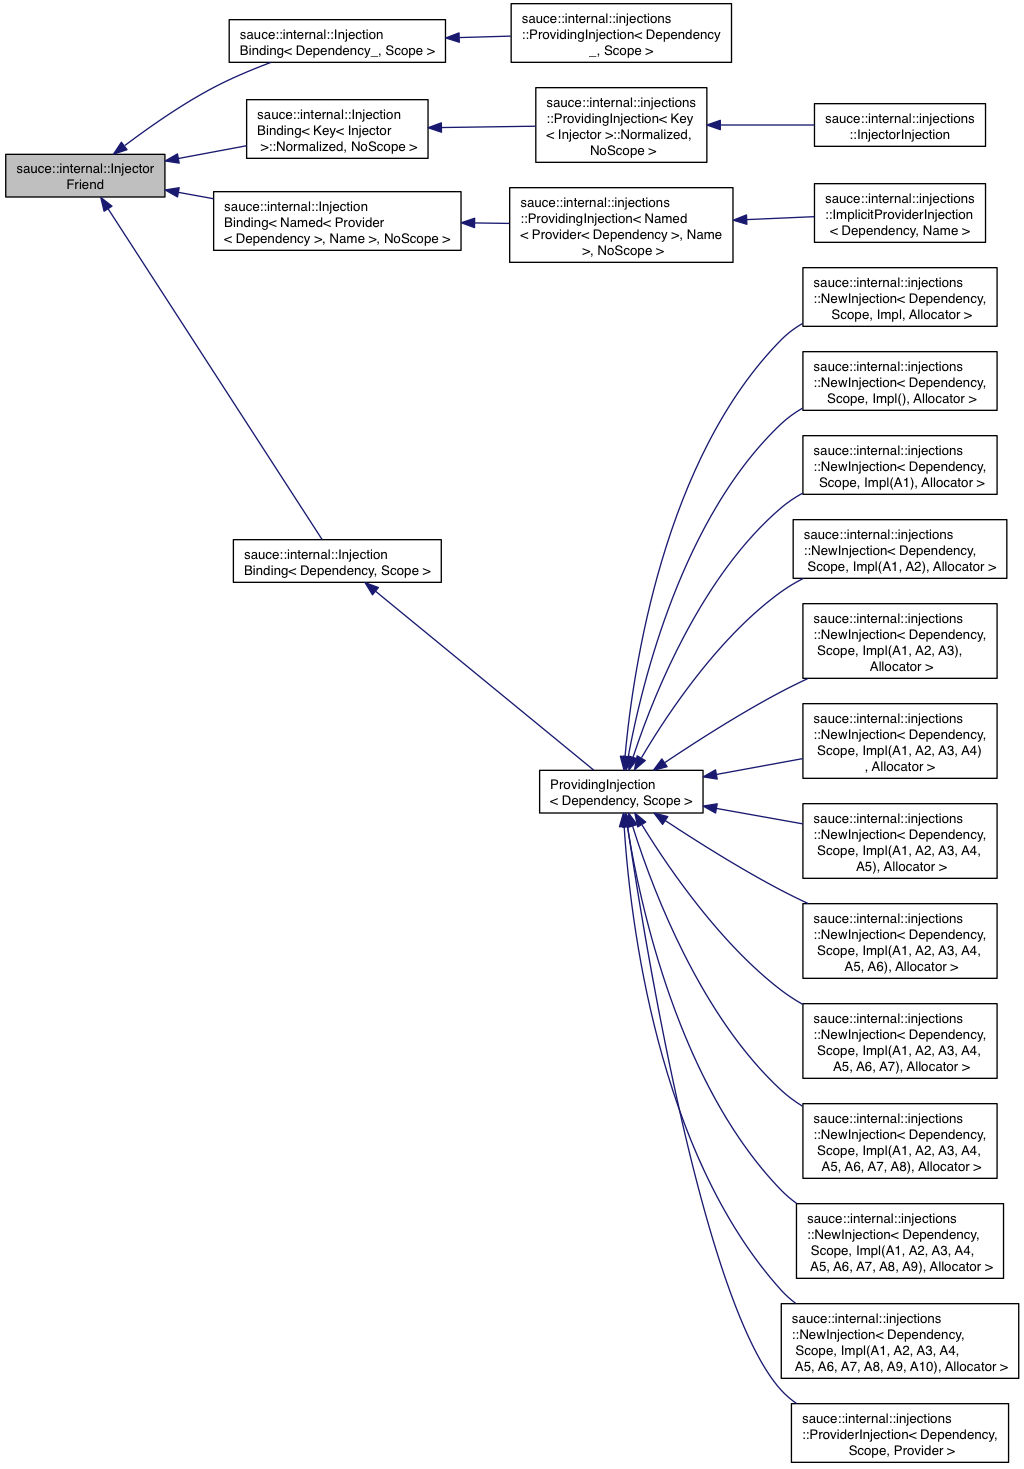 sauce::internal::Injector
Friend
sauce::internal::Injection
Binding< Dependency_, Scope >
sauce::internal::injections
::ProvidingInjection< Dependency
_, Scope >
sauce::internal::Injection
Binding< Key< Injector
>::Normalized, NoScope >
sauce::internal::injections
::ProvidingInjection< Key
< Injector >::Normalized,
NoScope >
sauce::internal::injections
::InjectorInjection
sauce::internal::Injection
Binding< Named< Provider
< Dependency >, Name >, NoScope >
sauce::internal::injections
::ProvidingInjection< Named
< Provider< Dependency >, Name
>, NoScope >
sauce::internal::injections
::ImplicitProviderInjection
< Dependency, Name >
sauce::internal::Injection
Binding< Dependency, Scope >
ProvidingInjection
< Dependency, Scope >
sauce::internal::injections
::NewInjection< Dependency,
Scope, Impl, Allocator >
sauce::internal::injections
::NewInjection< Dependency,
Scope, Impl(), Allocator >
sauce::internal::injections
::NewInjection< Dependency,
Scope, Impl(A1), Allocator >
sauce::internal::injections
::NewInjection< Dependency,
Scope, Impl(A1, A2), Allocator >
sauce::internal::injections
::NewInjection< Dependency,
Scope, Impl(A1, A2, A3),
Allocator >
sauce::internal::injections
::NewInjection< Dependency,
Scope, Impl(A1, A2, A3, A4)
, Allocator >
sauce::internal::injections
::NewInjection< Dependency,
Scope, Impl(A1, A2, A3, A4,
A5), Allocator >
sauce::internal::injections
::NewInjection< Dependency,
Scope, Impl(A1, A2, A3, A4,
A5, A6), Allocator >
sauce::internal::injections
::NewInjection< Dependency,
Scope, Impl(A1, A2, A3, A4,
A5, A6, A7), Allocator >
sauce::internal::injections
::NewInjection< Dependency,
Scope, Impl(A1, A2, A3, A4,
A5, A6, A7, A8), Allocator >
sauce::internal::injections
::NewInjection< Dependency,
Scope, Impl(A1, A2, A3, A4,
A5, A6, A7, A8, A9), Allocator >
sauce::internal::injections
::NewInjection< Dependency,
Scope, Impl(A1, A2, A3, A4,
A5, A6, A7, A8, A9, A10), Allocator >
sauce::internal::injections
::ProviderInjection< Dependency,
Scope, Provider >